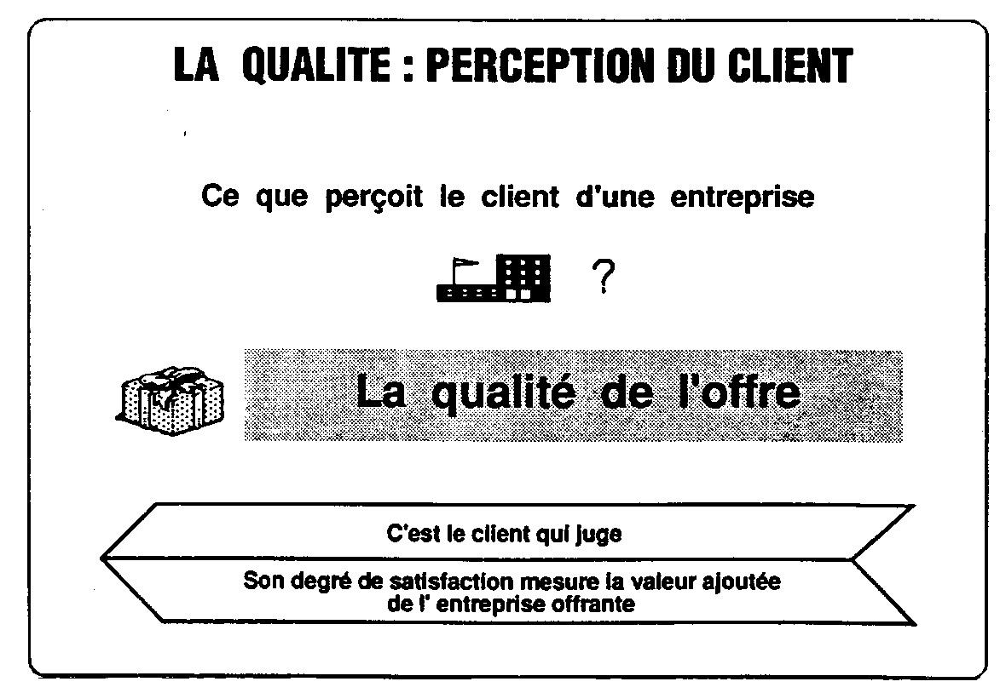 LA QUALITE : PERCEPTION DU CLIENT
Ce que perçoit le client d'une entreprise
?
La qualité de l'offre
C'est le client qui juge
Son degré de satisfaction mesure la valeur ajoutée
de l' entreprise offrante